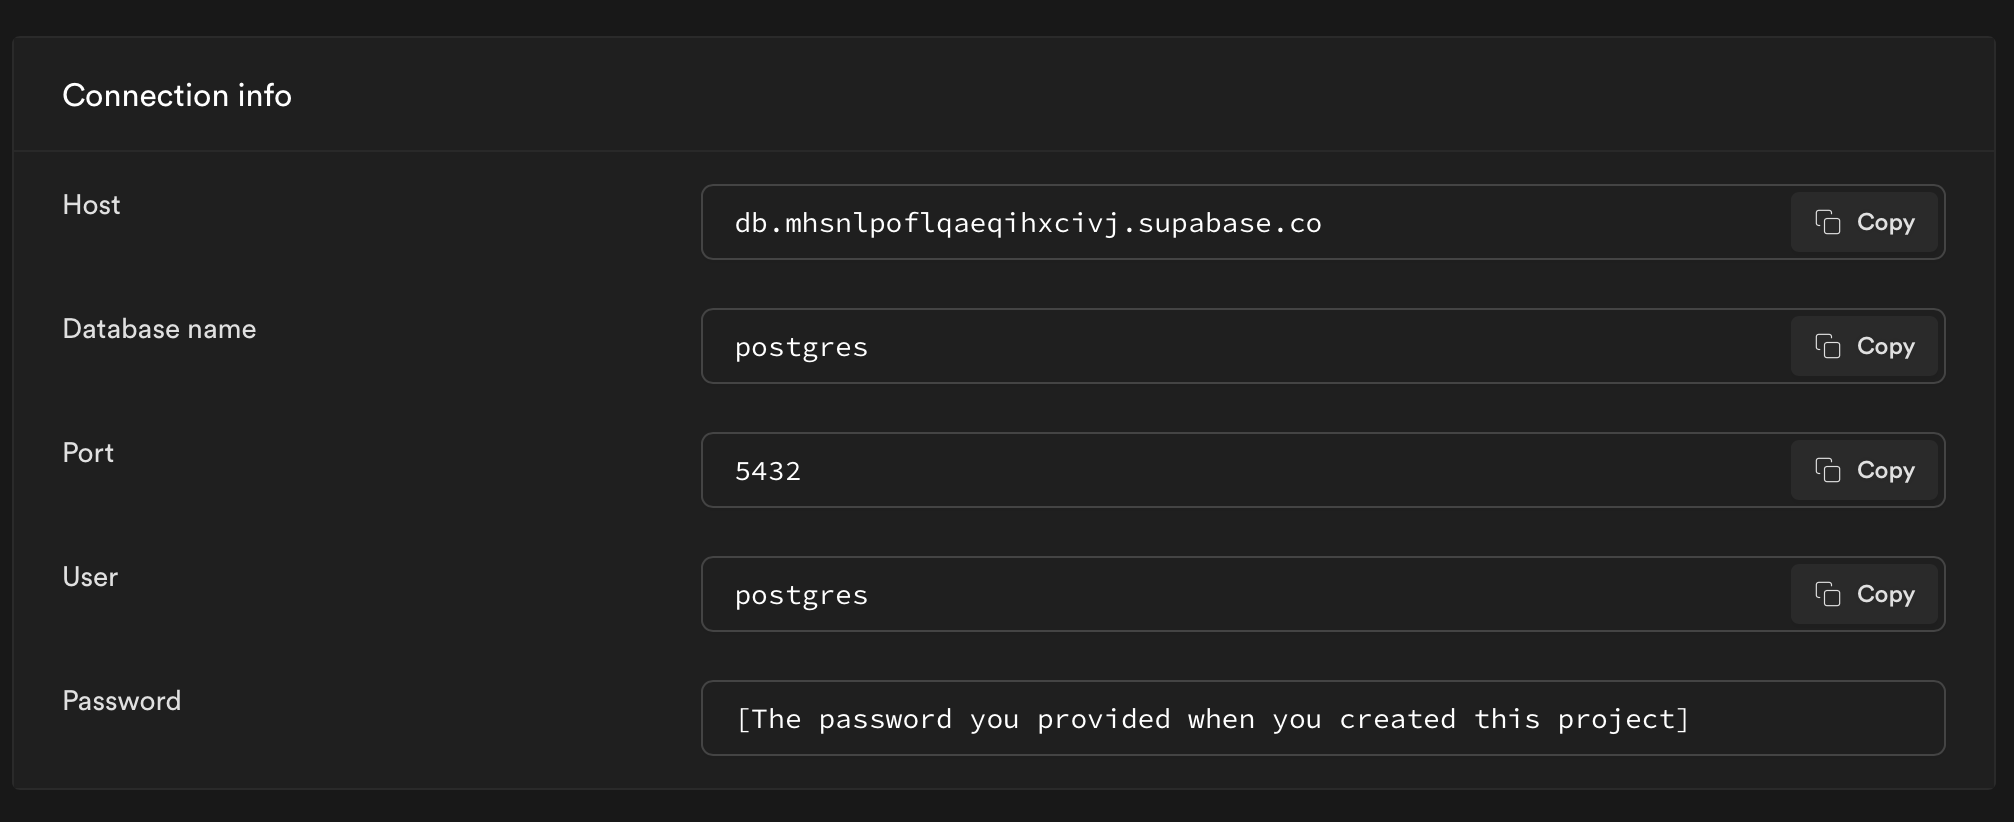 Connection info
Host
db.mhsnlpoflqaeqihxcivj.supabase.co
Copy
Database name
postgres
Copy
Port
5432
Copy
User
postgres
Copy
Password
[The password you provided when you created this project]